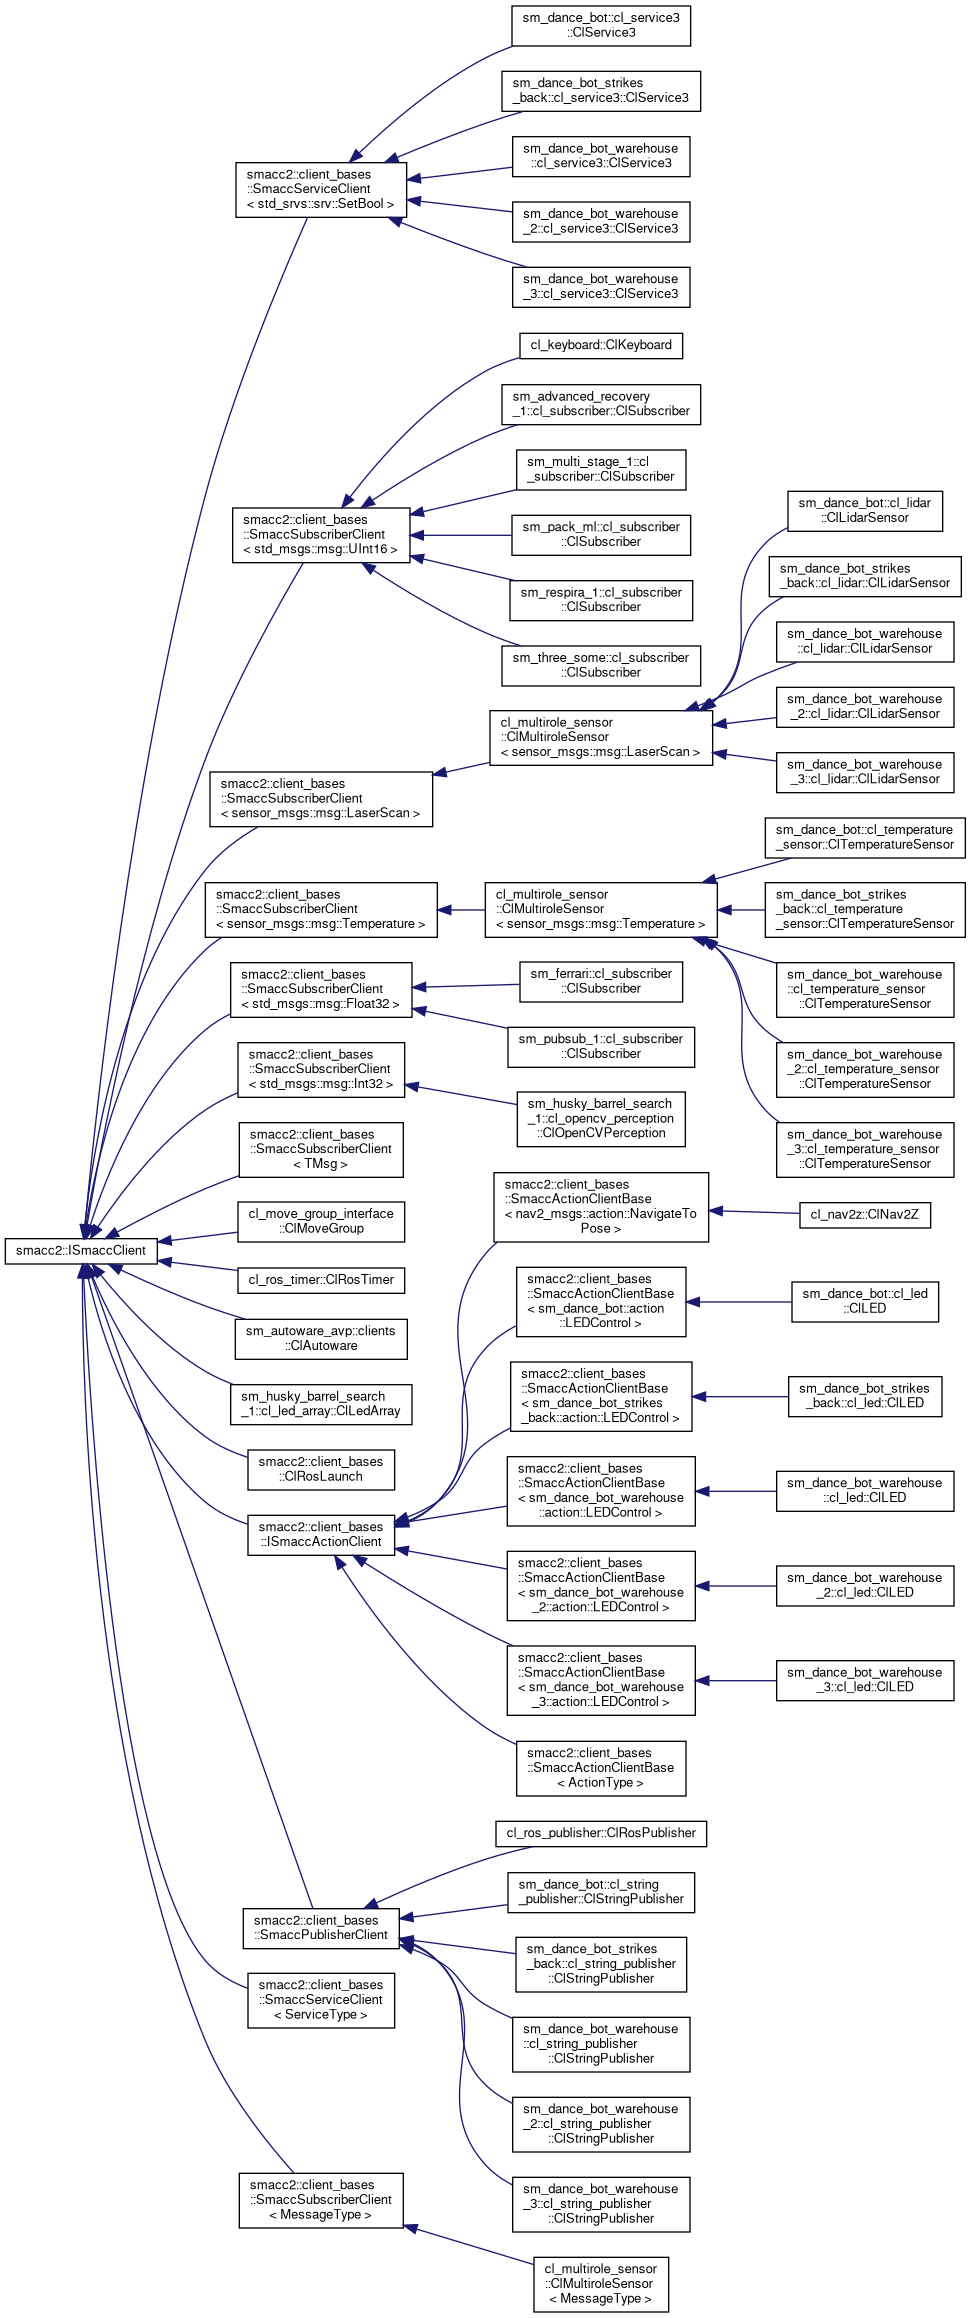 sm_dance_bot::cl_service3
::ClService3
sm_dance_bot_strikes
_back::cl_service3::ClService3
sm_dance_bot_warehouse
::cl_service3::ClService3
smacc2::client_bases
::SmaccServiceClient
< std_srvs::srv::SetBool >
sm_dance_bot_warehouse
_2::cl_service3::ClService3
sm_dance_bot_warehouse
_3::cl_service3::ClService3
cl_keyboard::ClKeyboard
sm_advanced_recovery
_1::cl_subscriber::ClSubscriber
sm_multi_stage_1::cl
_subscriber::ClSubscriber
smacc2::client_bases
::SmaccSubscriberClient
< std_msgs::msg::UInt16 >
sm_pack_ml::cl_subscriber
::ClSubscriber
sm_respira_1::cl_subscriber
::ClSubscriber
sm_three_some::cl_subscriber
::ClSubscriber
sm_dance_bot::cl_lidar
::ClLidarSensor
sm_dance_bot_strikes
_back::cl_lidar::ClLidarSensor
sm_dance_bot_warehouse
::cl_lidar::ClLidarSensor
cl_multirole_sensor
::ClMultiroleSensor
< sensor_msgs::msg::LaserScan >
sm_dance_bot_warehouse
_2::cl_lidar::ClLidarSensor
sm_dance_bot_warehouse
_3::cl_lidar::ClLidarSensor
smacc2::client_bases
::SmaccSubscriberClient
< sensor_msgs::msg::LaserScan >
sm_dance_bot::cl_temperature
_sensor::ClTemperatureSensor
smacc2::client_bases
::SmaccSubscriberClient
< sensor_msgs::msg::Temperature >
cl_multirole_sensor
::ClMultiroleSensor
< sensor_msgs::msg::Temperature >
sm_dance_bot_strikes
_back::cl_temperature
_sensor::ClTemperatureSensor
smacc2::client_bases
::SmaccSubscriberClient
< std_msgs::msg::Float32 >
sm_ferrari::cl_subscriber
::ClSubscriber
sm_dance_bot_warehouse
::cl_temperature_sensor
::ClTemperatureSensor
sm_pubsub_1::cl_subscriber
::ClSubscriber
smacc2::client_bases
::SmaccSubscriberClient
< std_msgs::msg::Int32 >
sm_dance_bot_warehouse
_2::cl_temperature_sensor
::ClTemperatureSensor
sm_husky_barrel_search
_1::cl_opencv_perception
::ClOpenCVPerception
smacc2::client_bases
::SmaccSubscriberClient
< TMsg >
sm_dance_bot_warehouse
_3::cl_temperature_sensor
::ClTemperatureSensor
smacc2::client_bases
::SmaccActionClientBase
< nav2_msgs::action::NavigateTo
Pose >
cl_nav2z::ClNav2Z
cl_move_group_interface
::ClMoveGroup
smacc2::ISmaccClient
cl_ros_timer::ClRosTimer
smacc2::client_bases
::SmaccActionClientBase
< sm_dance_bot::action
::LEDControl >
sm_dance_bot::cl_led
::ClLED
sm_autoware_avp::clients
::ClAutoware
sm_husky_barrel_search
_1::cl_led_array::ClLedArray
smacc2::client_bases
::SmaccActionClientBase
< sm_dance_bot_strikes
_back::action::LEDControl >
sm_dance_bot_strikes
_back::cl_led::ClLED
smacc2::client_bases
::ClRosLaunch
smacc2::client_bases
::SmaccActionClientBase
< sm_dance_bot_warehouse
::action::LEDControl >
sm_dance_bot_warehouse
::cl_led::ClLED
smacc2::client_bases
::ISmaccActionClient
smacc2::client_bases
::SmaccActionClientBase
< sm_dance_bot_warehouse
_2::action::LEDControl >
sm_dance_bot_warehouse
_2::cl_led::ClLED
smacc2::client_bases
::SmaccActionClientBase
< sm_dance_bot_warehouse
_3::action::LEDControl >
sm_dance_bot_warehouse
_3::cl_led::ClLED
smacc2::client_bases
::SmaccActionClientBase
< ActionType >
cl_ros_publisher::ClRosPublisher
sm_dance_bot::cl_string
_publisher::ClStringPublisher
smacc2::client_bases
::SmaccPublisherClient
sm_dance_bot_strikes
_back::cl_string_publisher
::ClStringPublisher
smacc2::client_bases
::SmaccServiceClient
< ServiceType >
sm_dance_bot_warehouse
::cl_string_publisher
::ClStringPublisher
sm_dance_bot_warehouse
_2::cl_string_publisher
::ClStringPublisher
sm_dance_bot_warehouse
_3::cl_string_publisher
::ClStringPublisher
smacc2::client_bases
::SmaccSubscriberClient
< MessageType >
cl_multirole_sensor
::ClMultiroleSensor
< MessageType >